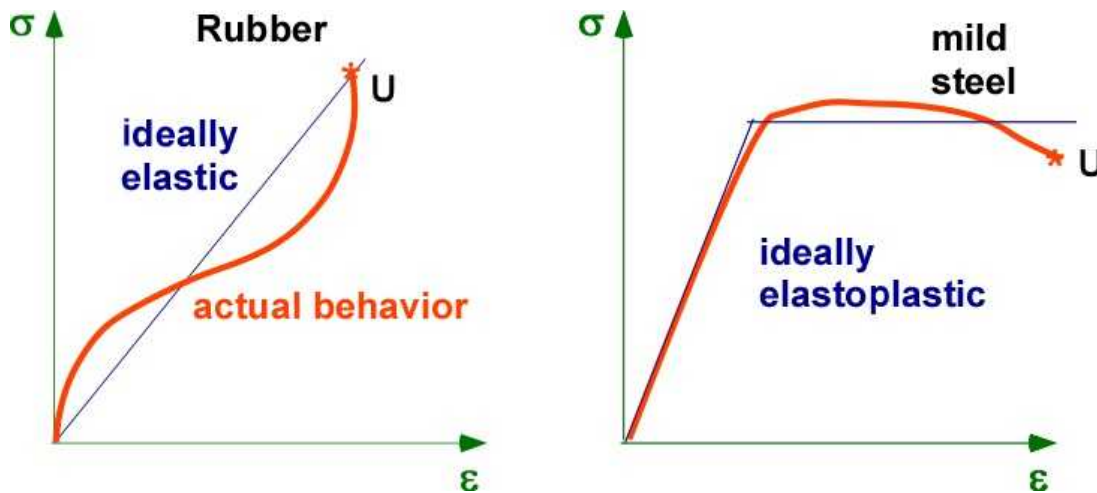 σ
Rubber
U
ideally
elastic
actual behavior
ε
σ
mild
steel
U
ideally
elastoplastic
ε